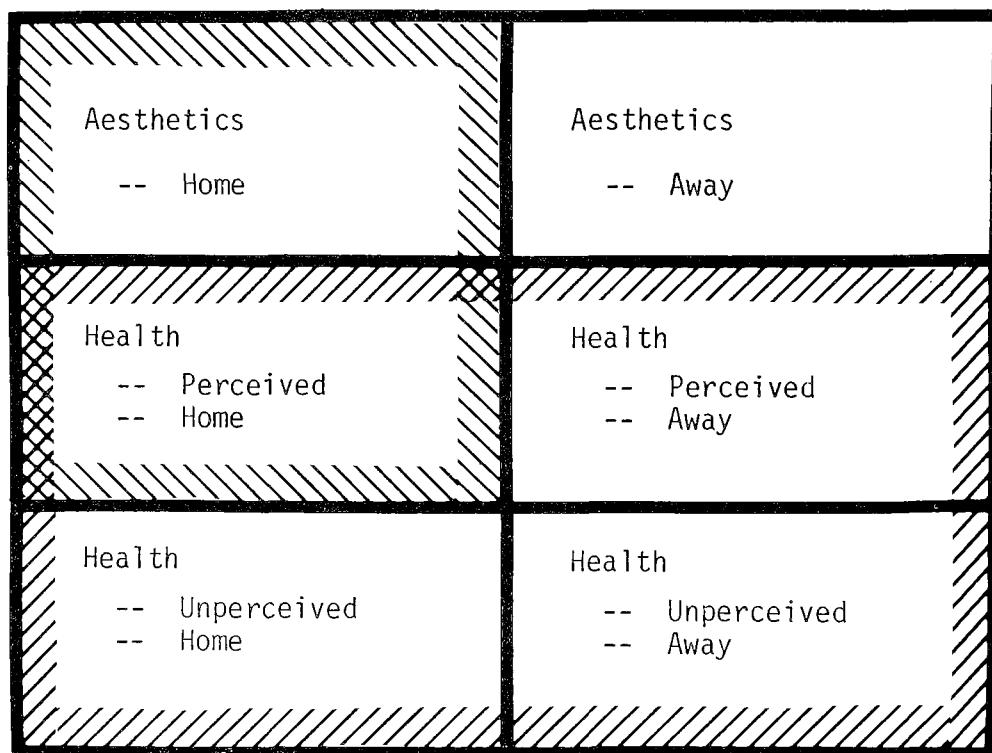 Aesthetics
-- Home
Aesthetics
-- Away
Health
-- Perceived
-- Home
Health
-- Perceived
-- Away
Health
-- Unperceived
-- Home
Health
-- Unperceived
-- Away